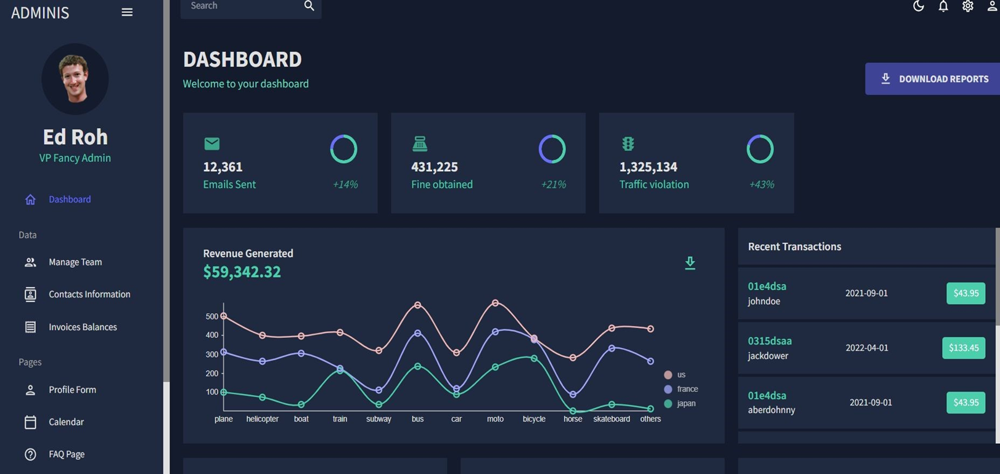 ADMINIS
Search
Ed Roh
VP Fancy Admin
Dashboard
Data
Manage Team
Contacts Information
Invoices Balances
Pages
Profile Form
Calendar
FAQ Page
DASHBOARD
Welcome to your dashboard
DOWNLOAD REPORTS
12,361
Emails Sent
+14%
431,225
Fine obtained
+21%
1,325,134
Traffic violation
+43%
Revenue Generated
$59,342.32
500
400
300
200
100
plane helicopter boat train subway bus car moto bicycle horse skateboard others
us
france
japan
Recent Transactions
01e4dsa
johndoe
2021-09-01
$43.95
0315dsaa
jackdower
2022-04-01
$133.45
01e4dsa
aberdohnny
2021-09-01
$43.95